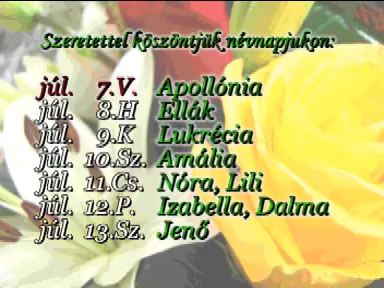 Szeretettel köszöntjük névnapjukon:
júl. 7.V. Apollónia
júl. 8.H Ellák
júl. 9.K Lukrécia
júl. 10.Sz. Amália
júl. 11.Cs. Nóra, Lili
júl. 12.P. Izabella, Dalma
júl. 13.Sz. Jenő